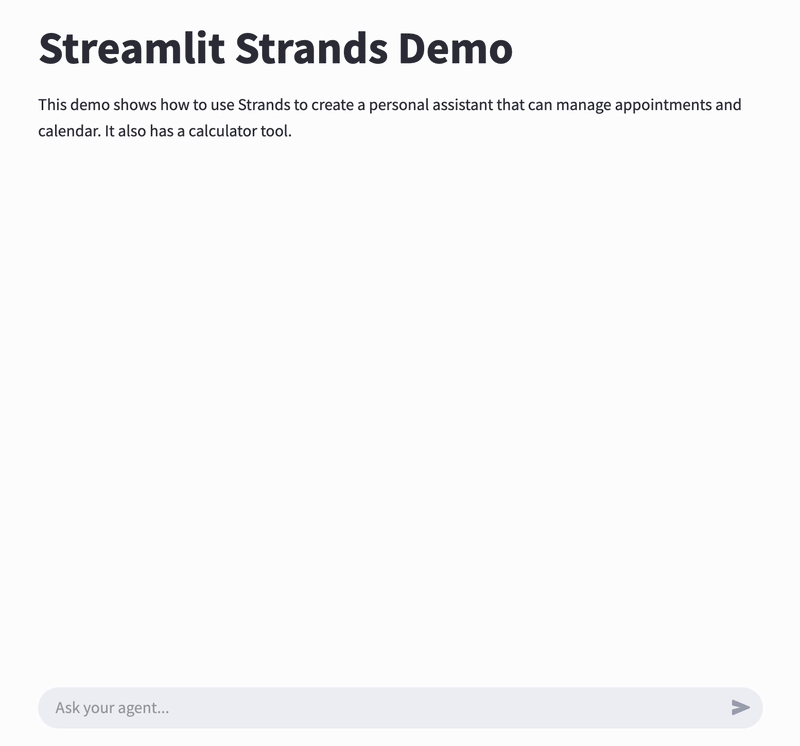 Streamlit Strands Demo
This demo shows how to use Strands to create a personal assistant that can manage appointments and
calendar. It also has a calculator tool.
Ask your agent...